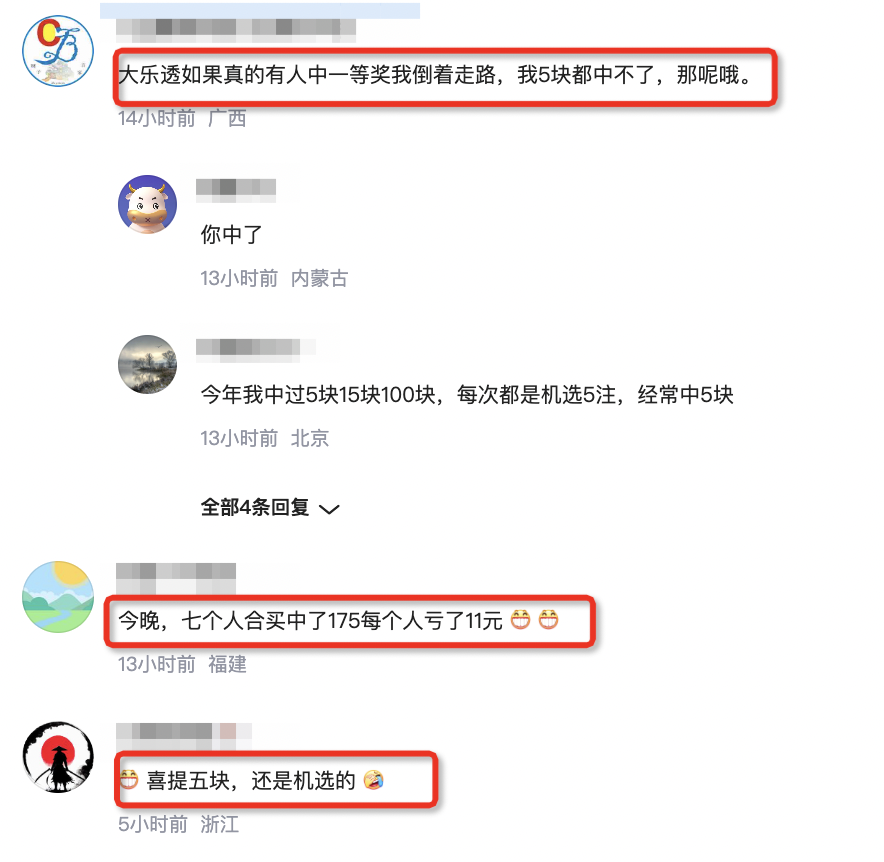 大乐透如果真的有人中一等奖我倒着走路，我5块都中不了，那呢哦。
14小时前 广西
你中了
13小时前 内蒙古
今年我中过5块15块100块，每次都是机选5注，经常中5块
13小时前 北京
全部4条回复
今晚，七个人合买中了175每个人亏了11元😁😁
13小时前 福建
😁喜提五块，还是机选的🤣
5小时前 浙江